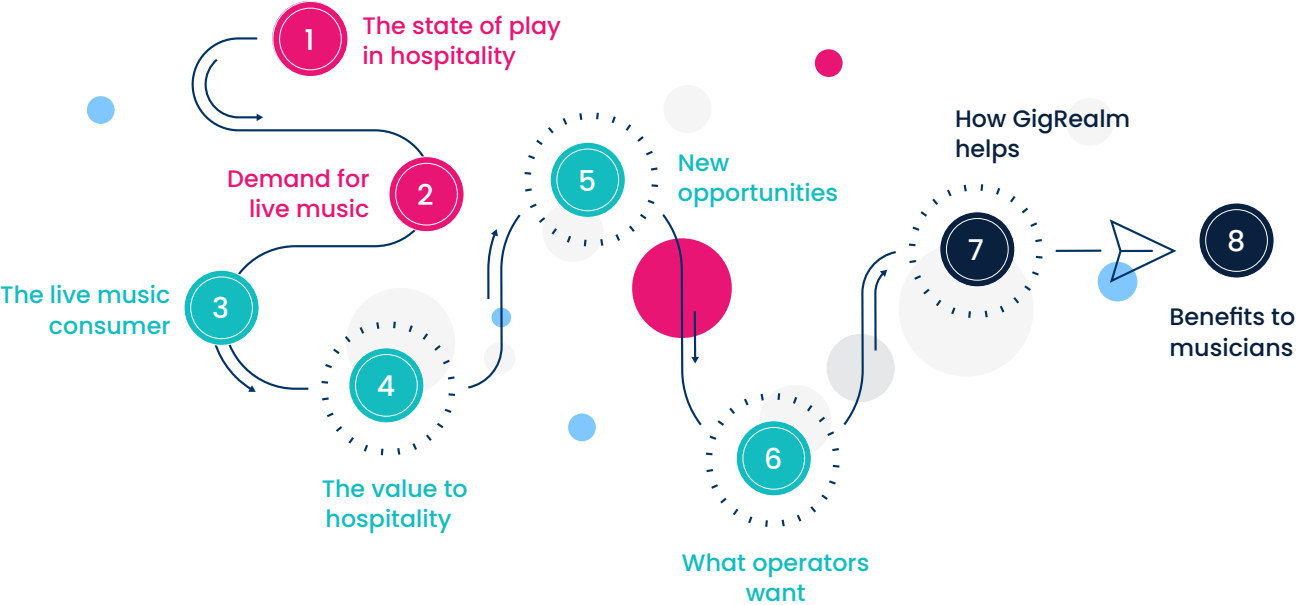 1
The state of play
in hospitality
2
Demand for
live music
3
The live music
consumer
4
The value to
hospitality
5
New
opportunities
6
What operators
want
7
How GigRealm
helps
8
Benefits to
musicians